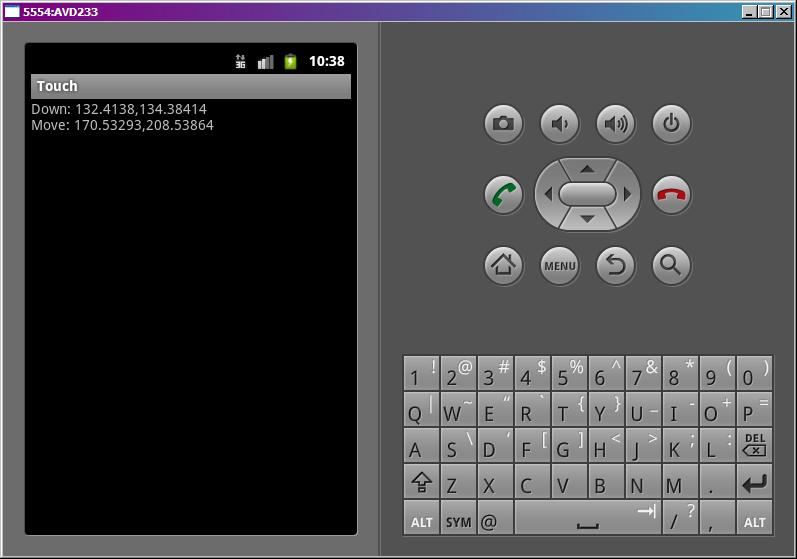 5554:AVD233
3G 10:38
Touch
Down: 132.4138,134.38414
Move: 170.53293,208.53864
MENU
1 ! 2 @ 3 # 4 $ 5 % 6 ^ 7 & 8 * 9 ( 0 )
Q | W ~ E “ R ` T { Y } U _ I - O + P =
A S \ D ‘ F [ G ] H < J > K ; L : DEL
Z X C V B N M .
ALT SYM @ / ? , ALT